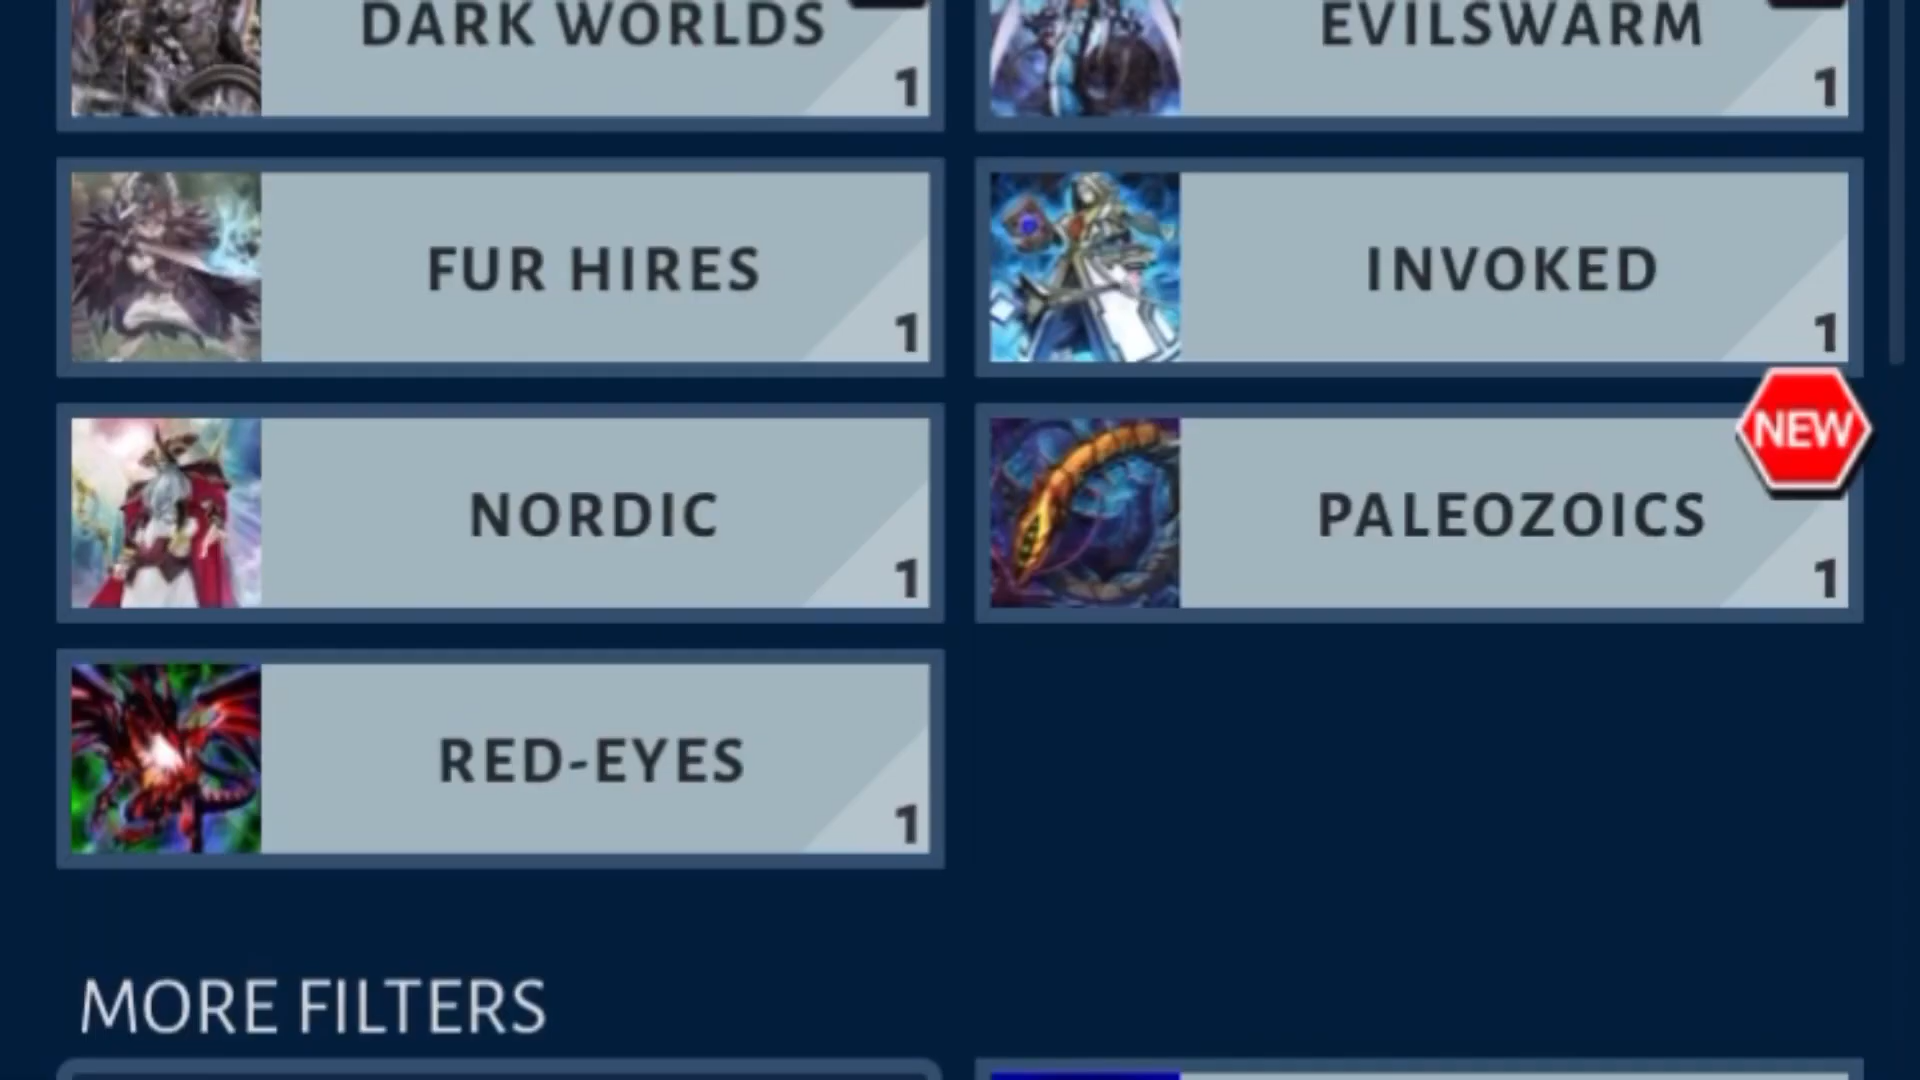 DARK WORLDS
1
EVILSWARM
1
FUR HIRES
1
INVOKED
1
NORDIC
1
NEW
PALEOZOICS
1
RED-EYES
1
MORE FILTERS